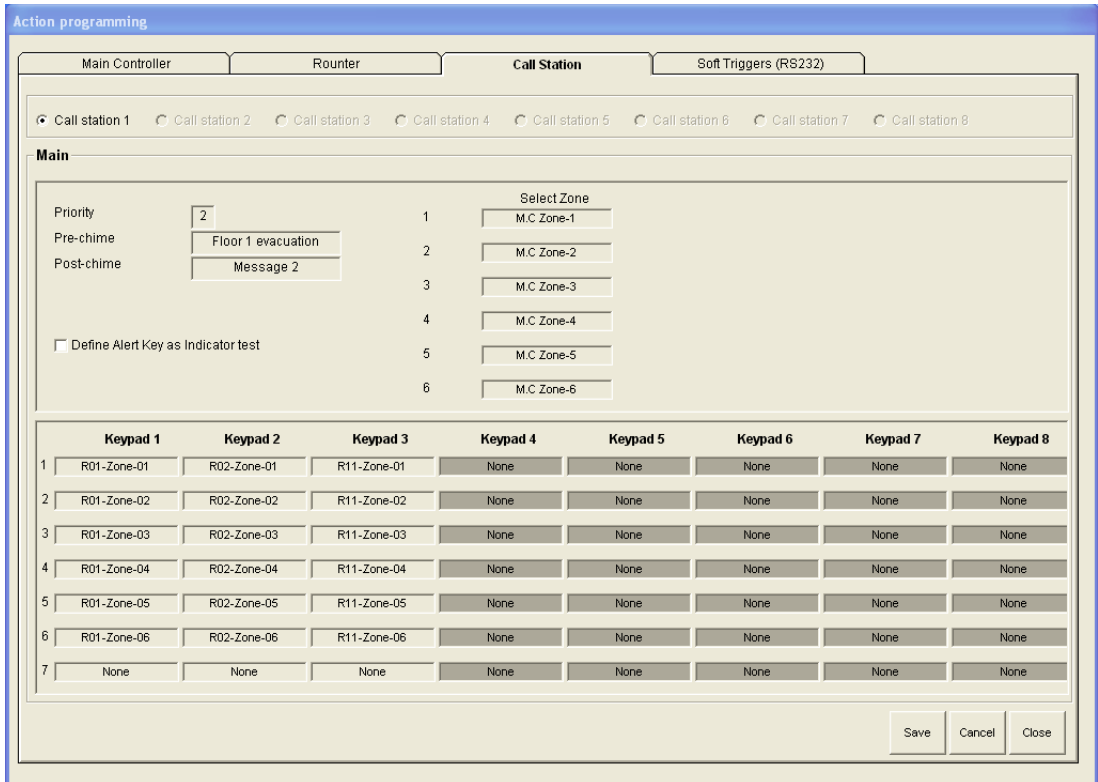 Action programming
Main Controller Rounter Call Station Soft Triggers (RS232)
Call station 1 Call station 2 Call station 3 Call station 4 Call station 5 Call station 6 Call station 7 Call station 8
Main
Select Zone
Priority 2 1 M.C Zone-1
Pre-chime Floor 1 evacuation 2 M.C Zone-2
Post-chime Message 2
3 M.C Zone-3
4 M.C Zone-4
Define Alert Key as Indicator test 5 M.C Zone-5
6 M.C Zone-6
Keypad 1 Keypad 2 Keypad 3 Keypad 4 Keypad 5 Keypad 6 Keypad 7 Keypad 8
1 R01-Zone-01 R02-Zone-01 R11-Zone-01 None None None None None
2 R01-Zone-02 R02-Zone-02 R11-Zone-02 None None None None None
3 R01-Zone-03 R02-Zone-03 R11-Zone-03 None None None None None
4 R01-Zone-04 R02-Zone-04 R11-Zone-04 None None None None None
5 R01-Zone-05 R02-Zone-05 R11-Zone-05 None None None None None
6 R01-Zone-06 R02-Zone-06 R11-Zone-06 None None None None None
7 None None None None None None None None
Save Cancel Close